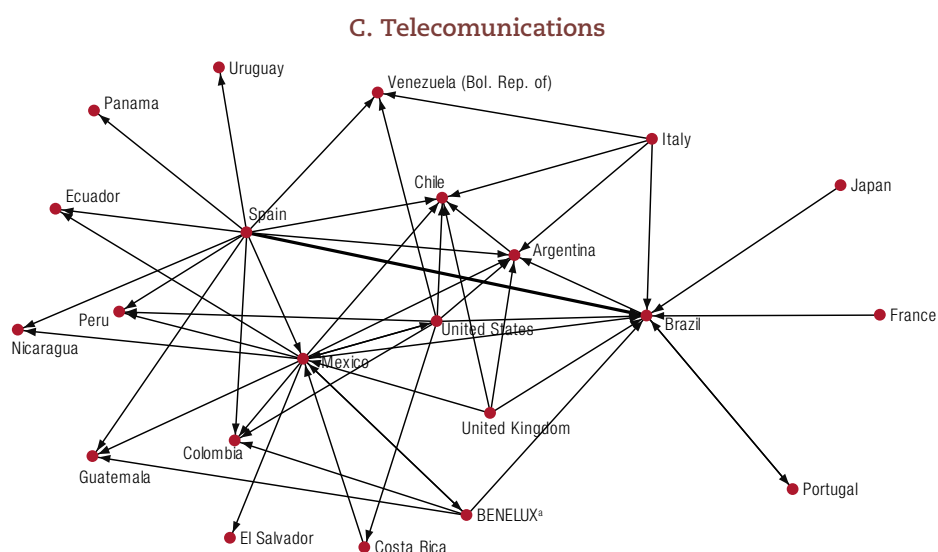 C. Telecomunications
Uruguay
Venezuela (Bol. Rep. of)
Panama
Italy
Chile
Japan
Ecuador
Spain
Argentina
France
Peru
United States
Brazil
Nicaragua
Mexico
United Kingdom
Colombia
Guatemala
Portugal
BENELUXª
El Salvador
Costa Rica